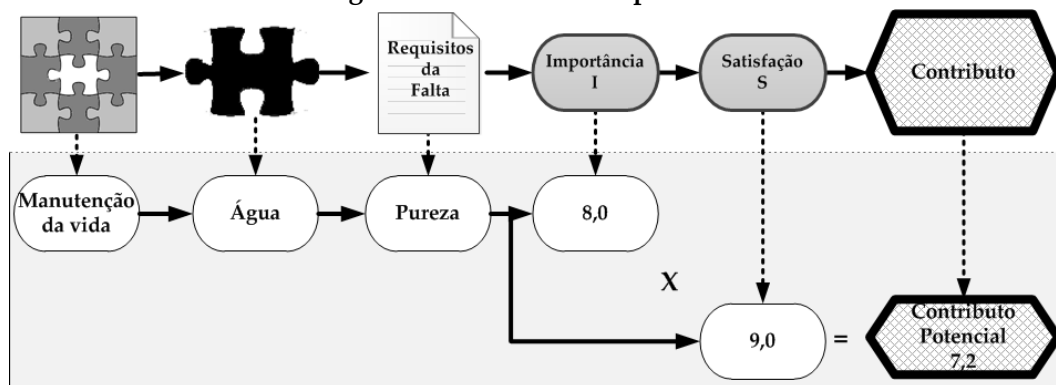 Requisitos
da
Falta
Importância
I
Satisfação
S
Contributo
Manutenção
da vida
Água
Pureza
8,0
X
9,0
=
Contributo
Potencial
7,2